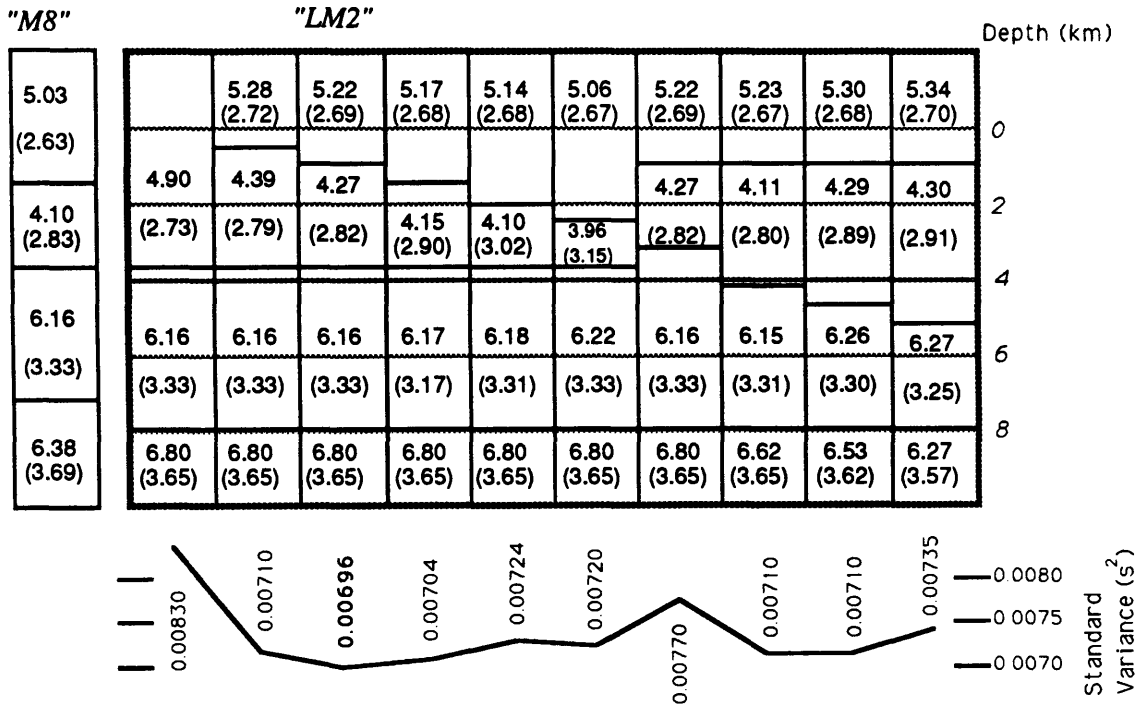 "M8" "LM2"
Depth (km)
5.03 5.28 5.22 5.17 5.14 5.06 5.22 5.23 5.30 5.34
(2.63) (2.72) (2.69) (2.68) (2.68) (2.67) (2.69) (2.67) (2.68) (2.70)
0
4.90 4.39 4.27 4.27 4.11 4.29 4.30
2
4.10 4.15 4.10 3.96
(2.83) (2.73) (2.79) (2.82) (2.90) (3.02) (3.15) (2.82) (2.80) (2.89) (2.91)
4
6.16 6.16 6.16 6.16 6.17 6.18 6.22 6.16 6.15 6.26 6.27
6
(3.33) (3.33) (3.33) (3.33) (3.17) (3.31) (3.33) (3.33) (3.31) (3.30) (3.25)
8
6.38 6.80 6.80 6.80 6.80 6.80 6.80 6.80 6.62 6.53 6.27
(3.69) (3.65) (3.65) (3.65) (3.65) (3.65) (3.65) (3.65) (3.65) (3.62) (3.57)
0.00830 0.00710 0.00696 0.00704 0.00724 0.00720 0.00770 0.00710 0.00710 0.00735
0.0080
0.0075
0.0070
Standard
Variance (s²)